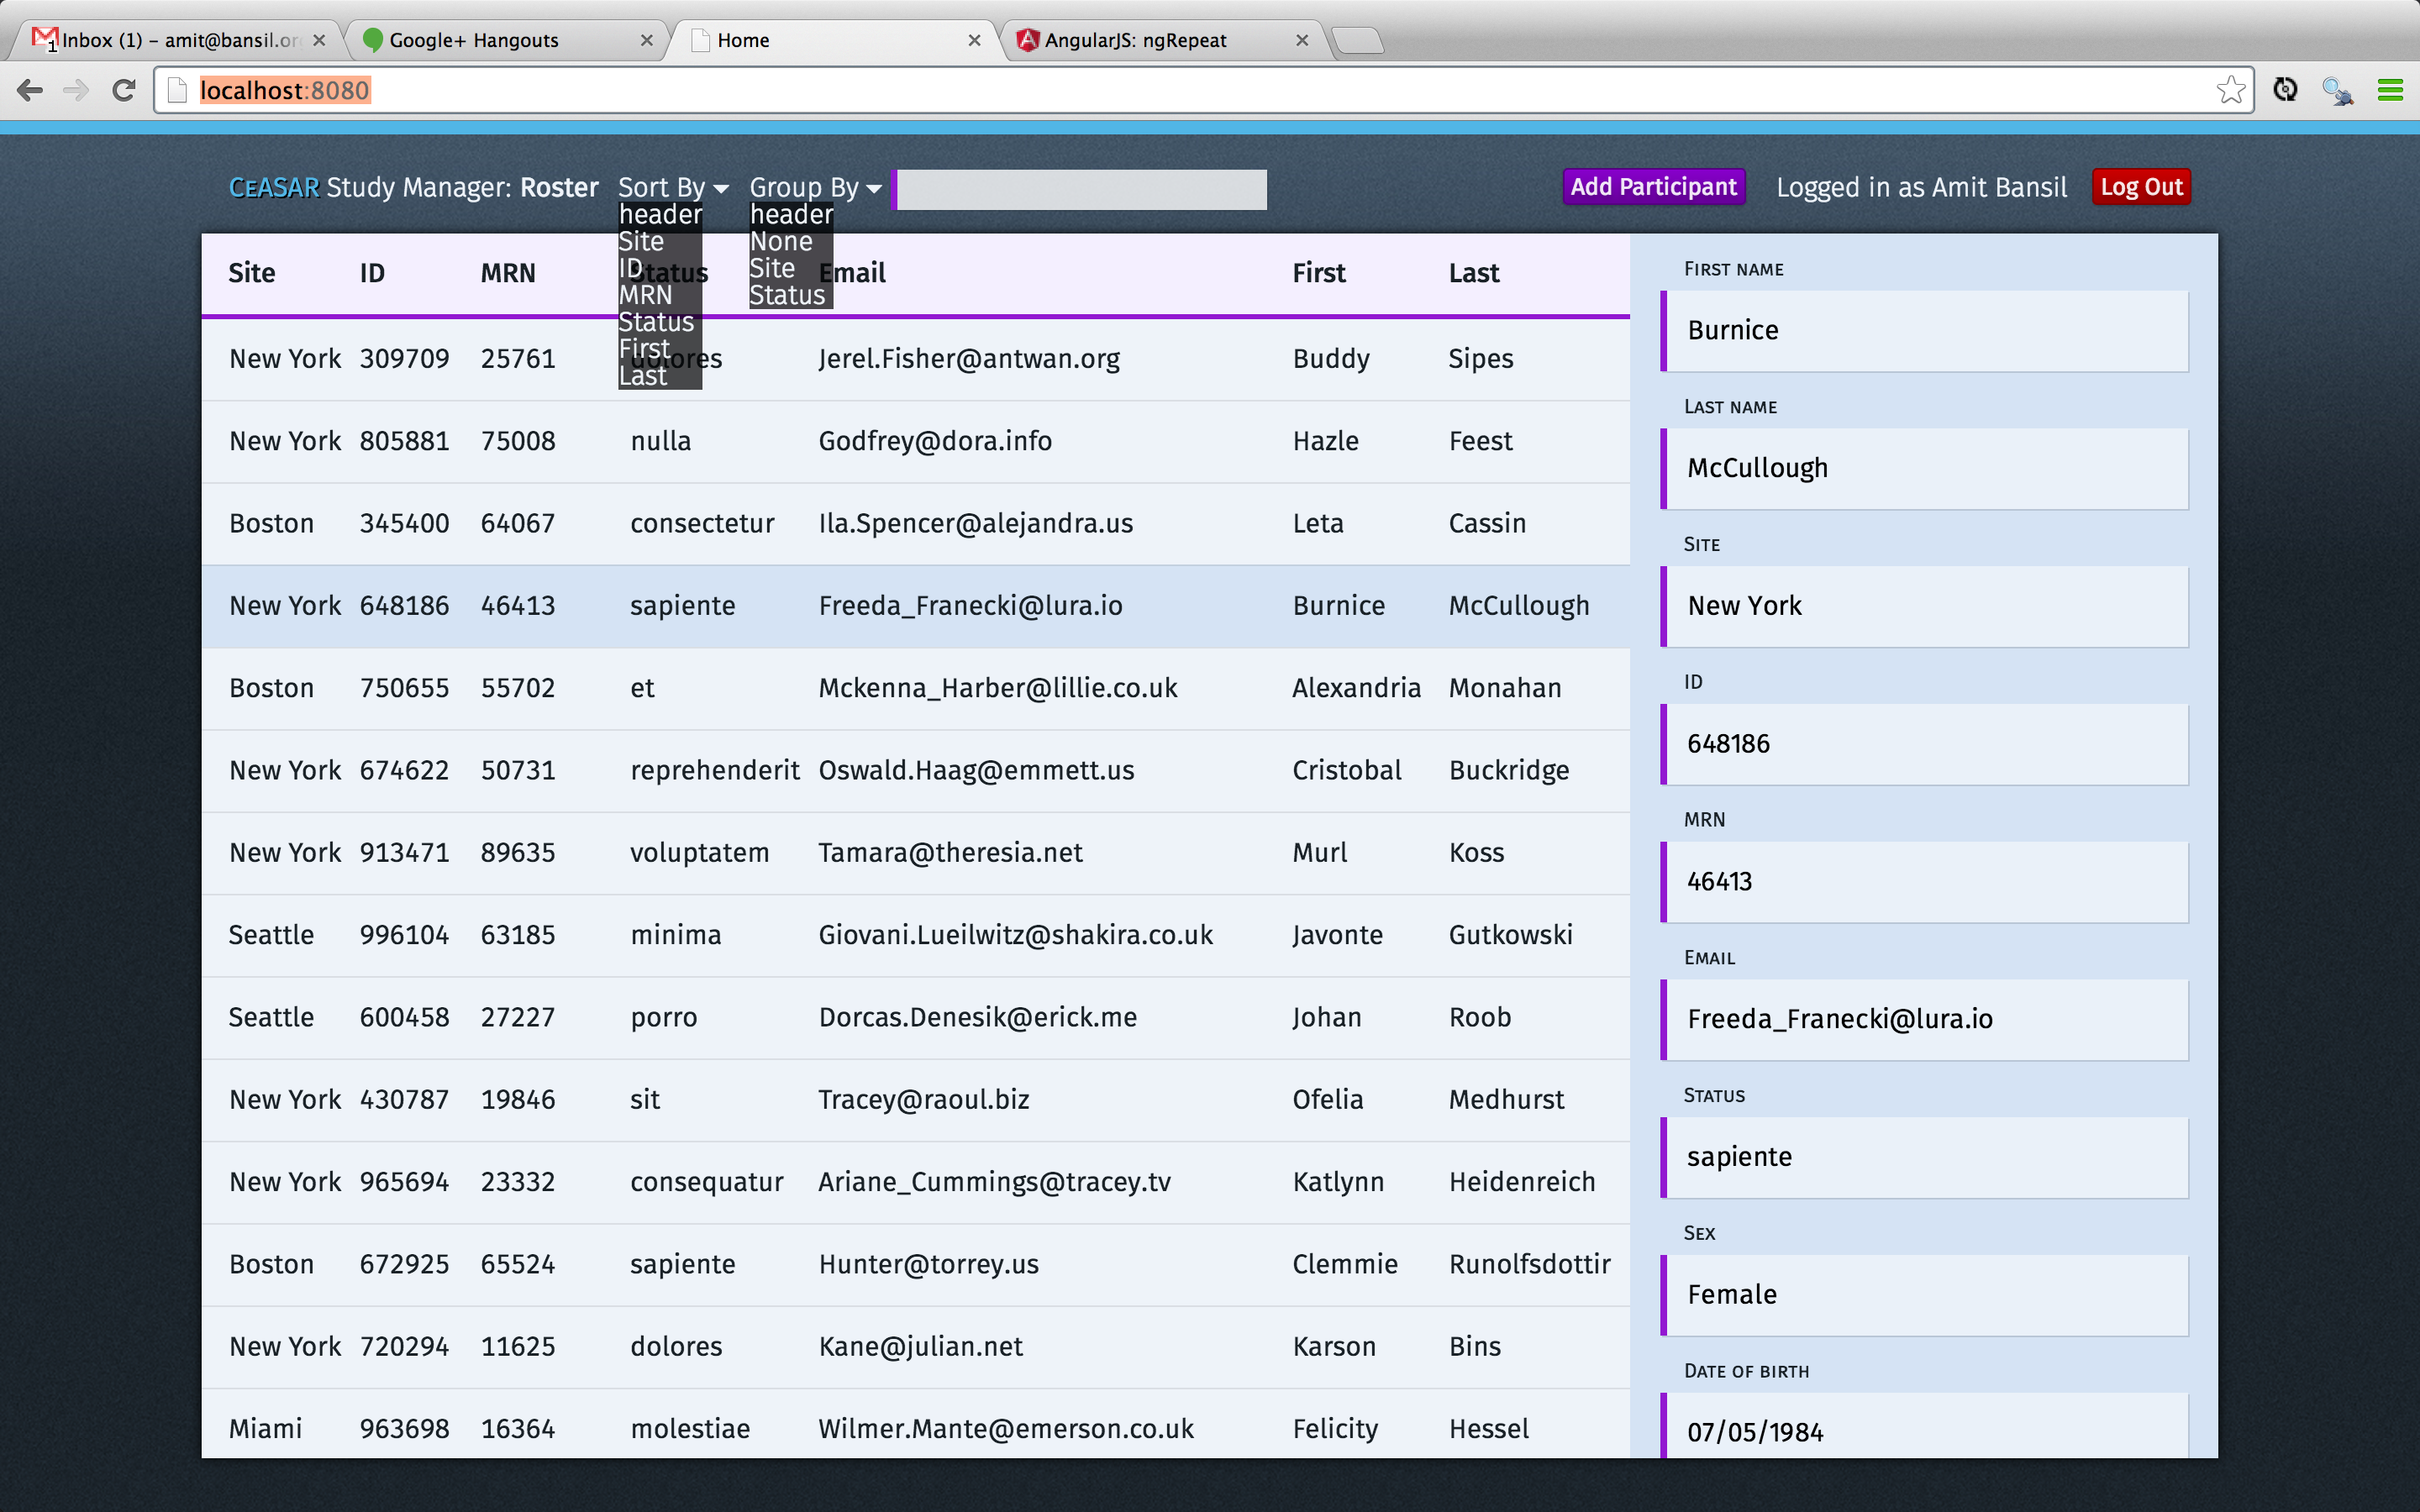 Inbox (1) – amit@bansil.or
Google+ Hangouts
Home
AngularJS: ngRepeat
localhost:8080
CeASAR Study Manager: Roster
Sort By
Group By
Add Participant
Logged in as Amit Bansil
Log Out
header
Site
ID
MRN
Status
First
Last
header
None
Site
Status
Site ID MRN Status Email First Last
New York 309709 25761 dolores Jerel.Fisher@antwan.org Buddy Sipes
New York 805881 75008 nulla Godfrey@dora.info Hazle Feest
Boston 345400 64067 consectetur Ila.Spencer@alejandra.us Leta Cassin
New York 648186 46413 sapiente Freeda_Franecki@lura.io Burnice McCullough
Boston 750655 55702 et Mckenna_Harber@lillie.co.uk Alexandria Monahan
New York 674622 50731 reprehenderit Oswald.Haag@emmett.us Cristobal Buckridge
New York 913471 89635 voluptatem Tamara@theresia.net Murl Koss
Seattle 996104 63185 minima Giovani.Lueilwitz@shakira.co.uk Javonte Gutkowski
Seattle 600458 27227 porro Dorcas.Denesik@erick.me Johan Roob
New York 430787 19846 sit Tracey@raoul.biz Ofelia Medhurst
New York 965694 23332 consequatur Ariane_Cummings@tracey.tv Katlynn Heidenreich
Boston 672925 65524 sapiente Hunter@torrey.us Clemmie Runolfsdottir
New York 720294 11625 dolores Kane@julian.net Karson Bins
Miami 963698 16364 molestiae Wilmer.Mante@emerson.co.uk Felicity Hessel
First name
Burnice
Last name
McCullough
Site
New York
ID
648186
MRN
46413
Email
Freeda_Franecki@lura.io
Status
sapiente
Sex
Female
Date of birth
07/05/1984